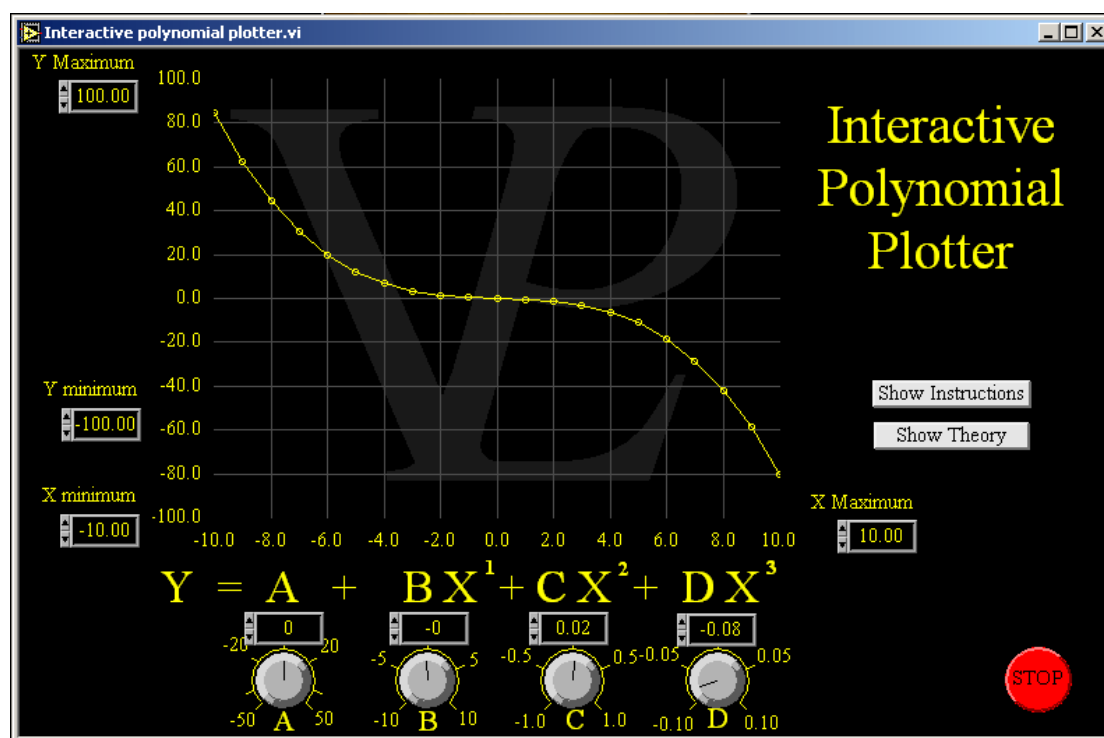 Interactive polynomial plotter.vi
Y Maximum
100.00
100.0
80.0
60.0
40.0
20.0
0.0
-20.0
-40.0
-60.0
-80.0
-100.0
Y minimum
-100.00
X minimum
-10.00
-10.0 -8.0 -6.0 -4.0 -2.0 0.0 2.0 4.0 6.0 8.0 10.0
Interactive
Polynomial
Plotter
Show Instructions
Show Theory
X Maximum
10.00
VPL
Y = A + B X¹ + C X² + D X³
0 -0 0.02 -0.08
-20 20 -5 5 -0.5 0.5 -0.05 0.05
-50 A 50 -10 B 10 -1.0 C 1.0 -0.10 D 0.10
STOP